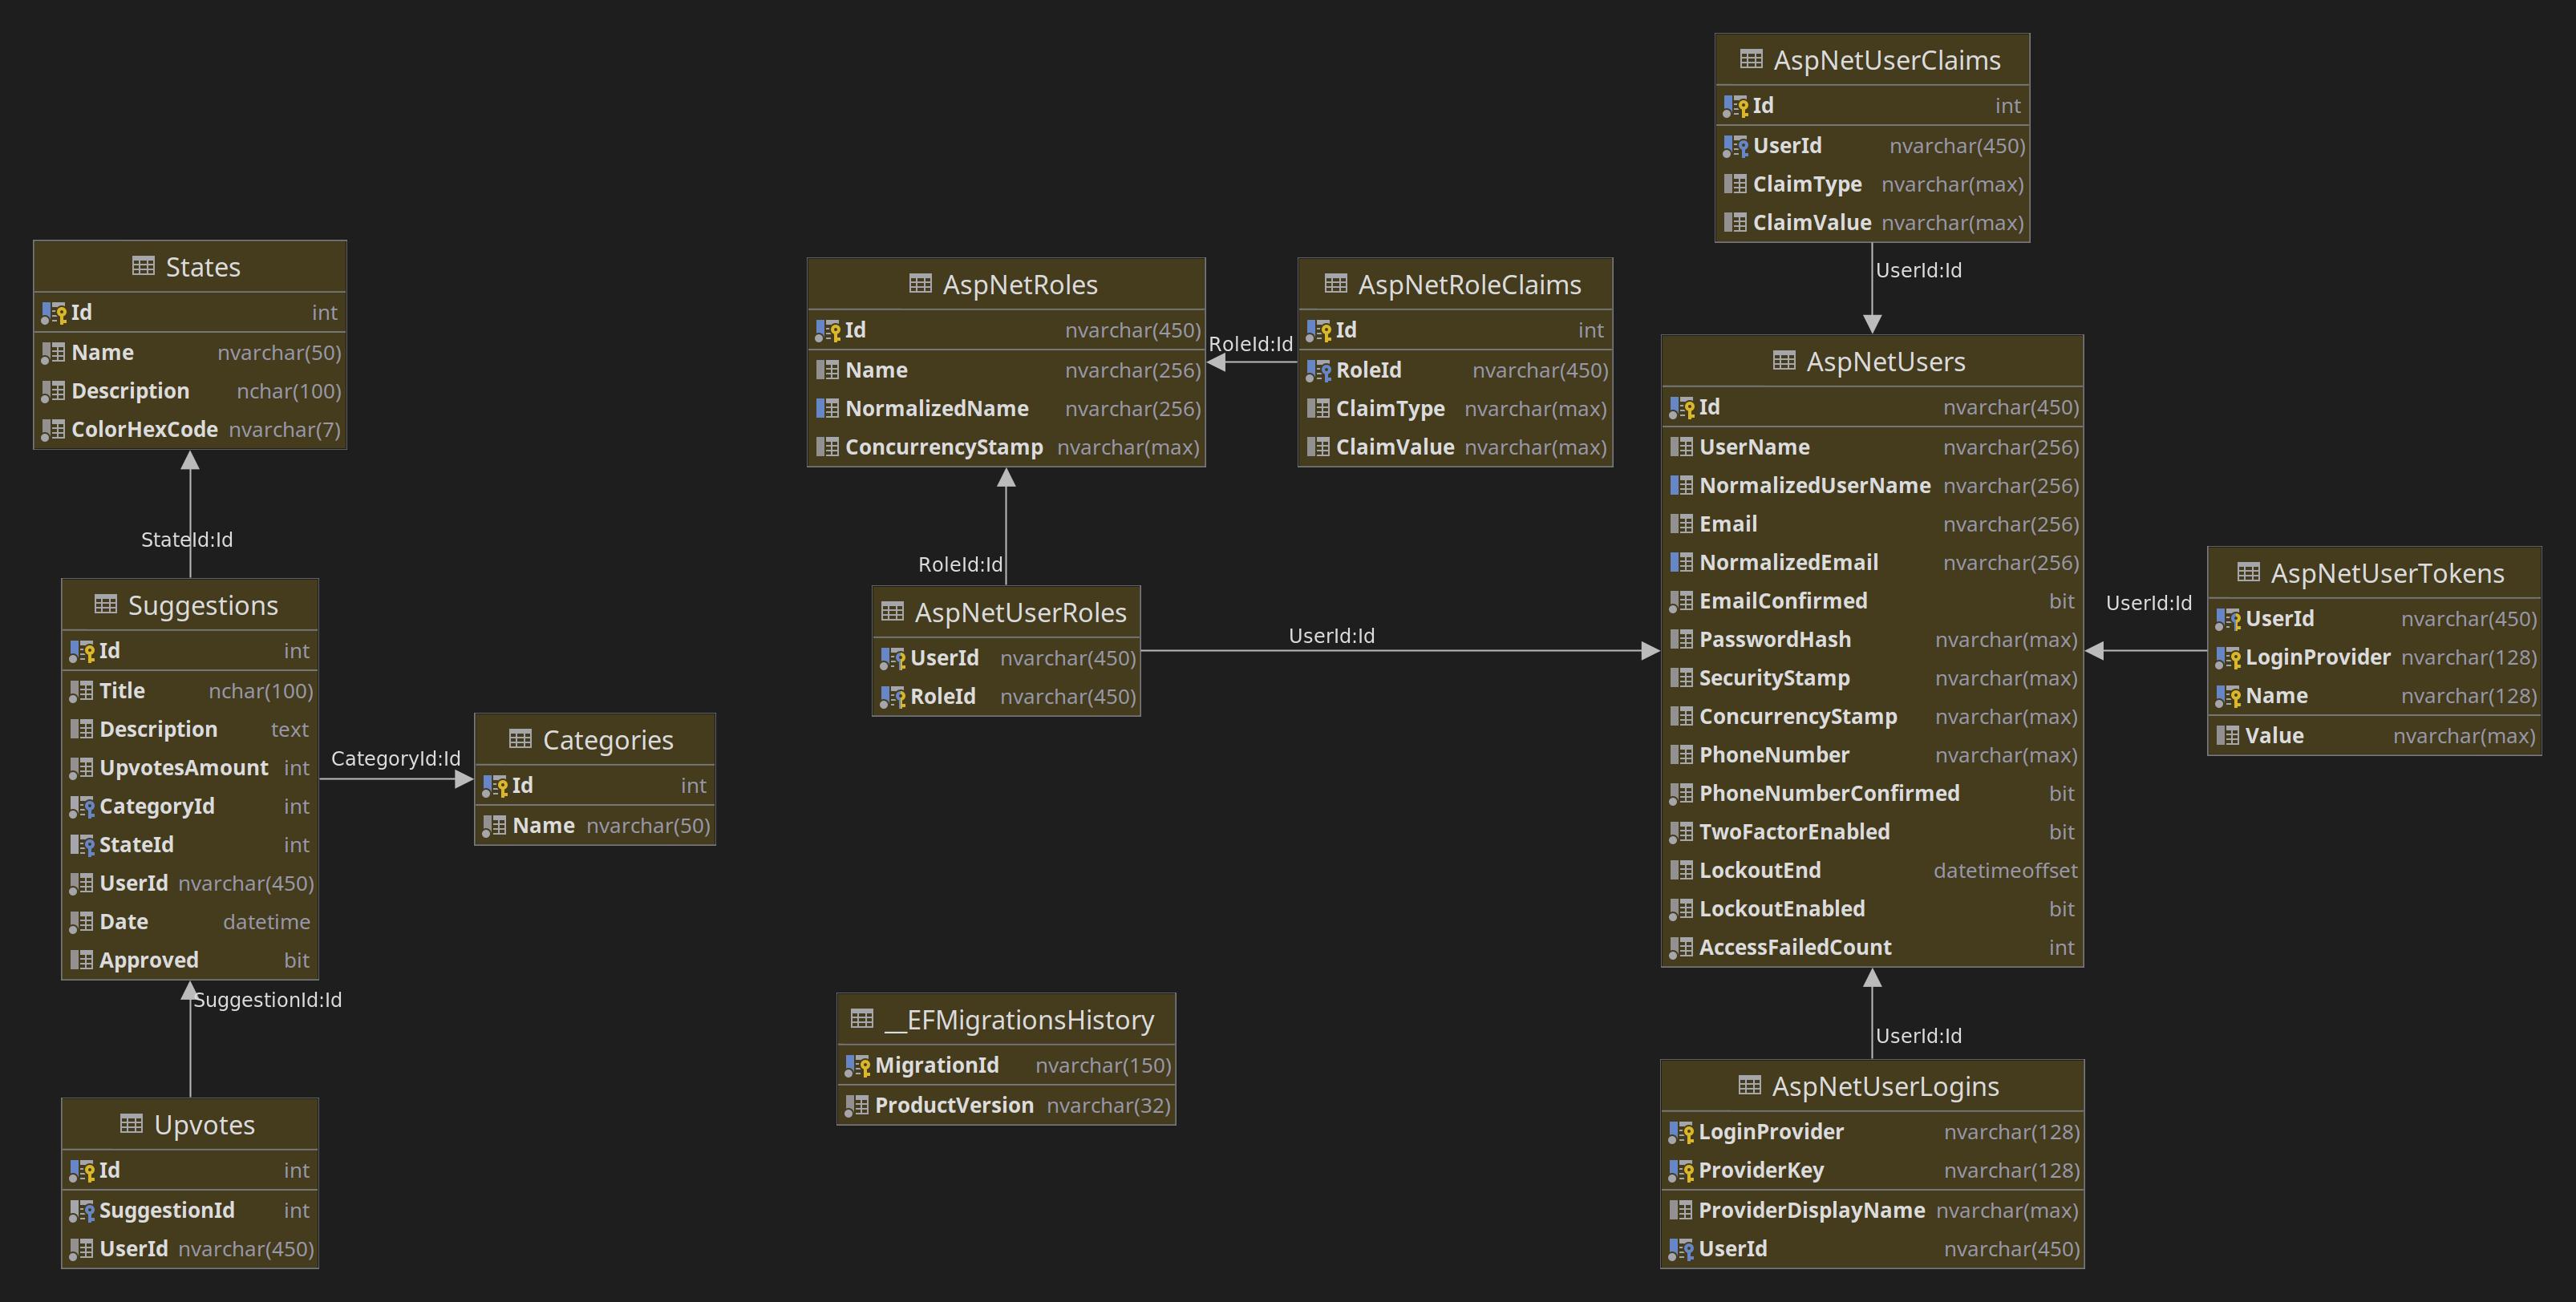 AspNetUserClaims
Id int
UserId nvarchar(450)
ClaimType nvarchar(max)
ClaimValue nvarchar(max)
UserId:Id
States
Id int
Name nvarchar(50)
Description nchar(100)
ColorHexCode nvarchar(7)
StateId:Id
AspNetRoles
Id nvarchar(450)
Name nvarchar(256)
NormalizedName nvarchar(256)
ConcurrencyStamp nvarchar(max)
RoleId:Id
AspNetRoleClaims
Id int
RoleId nvarchar(450)
ClaimType nvarchar(max)
ClaimValue nvarchar(max)
RoleId:Id
AspNetUsers
Id nvarchar(450)
UserName nvarchar(256)
NormalizedUserName nvarchar(256)
Email nvarchar(256)
NormalizedEmail nvarchar(256)
EmailConfirmed bit
PasswordHash nvarchar(max)
SecurityStamp nvarchar(max)
ConcurrencyStamp nvarchar(max)
PhoneNumber nvarchar(max)
PhoneNumberConfirmed bit
TwoFactorEnabled bit
LockoutEnd datetimeoffset
LockoutEnabled bit
AccessFailedCount int
UserId:Id
AspNetUserTokens
UserId nvarchar(450)
LoginProvider nvarchar(128)
Name nvarchar(128)
Value nvarchar(max)
Suggestions
Id int
Title nchar(100)
Description text
UpvotesAmount int
CategoryId int
StateId int
UserId nvarchar(450)
Date datetime
Approved bit
CategoryId:Id
Categories
Id int
Name nvarchar(50)
AspNetUserRoles
UserId nvarchar(450)
RoleId nvarchar(450)
UserId:Id
SuggestionId:Id
Upvotes
Id int
SuggestionId int
UserId nvarchar(450)
__EFMigrationsHistory
MigrationId nvarchar(150)
ProductVersion nvarchar(32)
UserId:Id
AspNetUserLogins
LoginProvider nvarchar(128)
ProviderKey nvarchar(128)
ProviderDisplayName nvarchar(max)
UserId nvarchar(450)